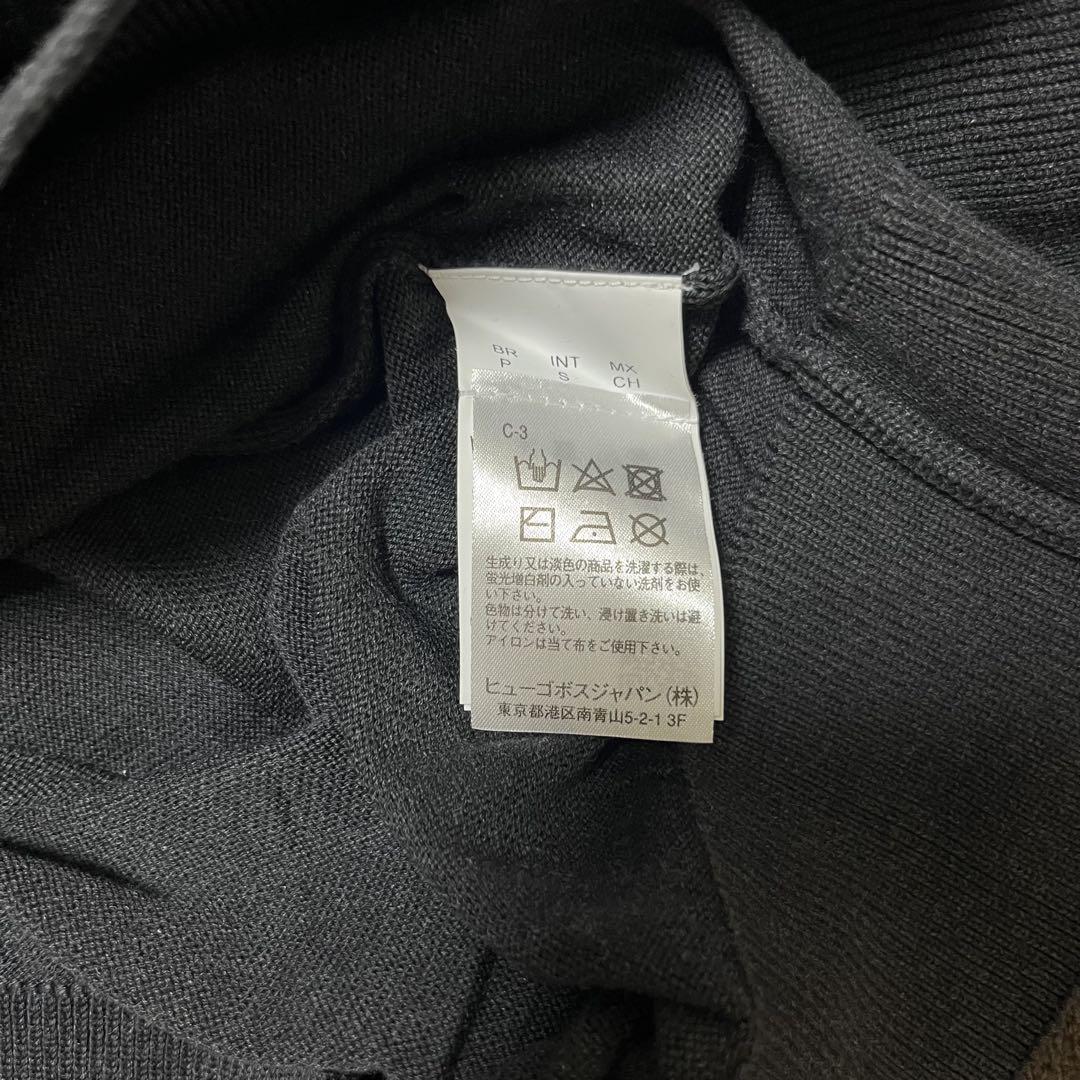 BR INT MX
P S CH
C-3
生成り又は淡色の商品を洗濯する際は、
蛍光増白剤の入っていない洗剤をお使
い下さい。
色物は分けて洗い、浸け置き洗いは避
けてください。
アイロンは当て布をご使用下さい。
ヒューゴボスジャパン(株)
東京都港区南青山5-2-1 3F